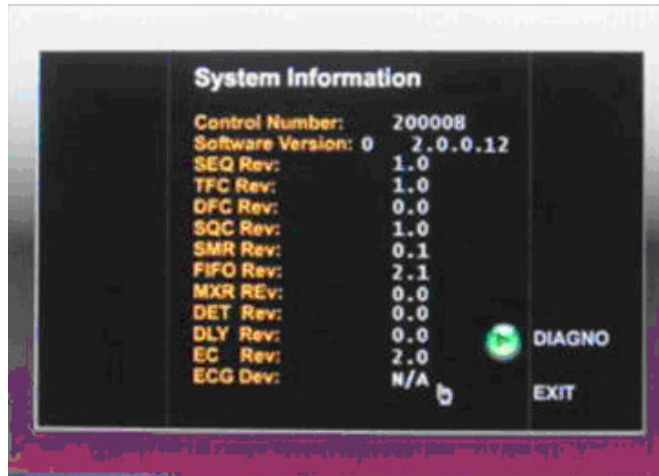 System Information
Control Number: 200008
Software Version: 0 2.0.0.12
SEQ Rev: 1.0
TFC Rev: 1.0
DFC Rev: 0.0
SQC Rev: 1.0
SMR Rev: 0.1
FIFO Rev: 2.1
MXR REv: 0.0
DET Rev: 0.0
DLY Rev: 0.0
EC Rev: 2.0
ECG Dev: N/A
DIAGNO
EXIT